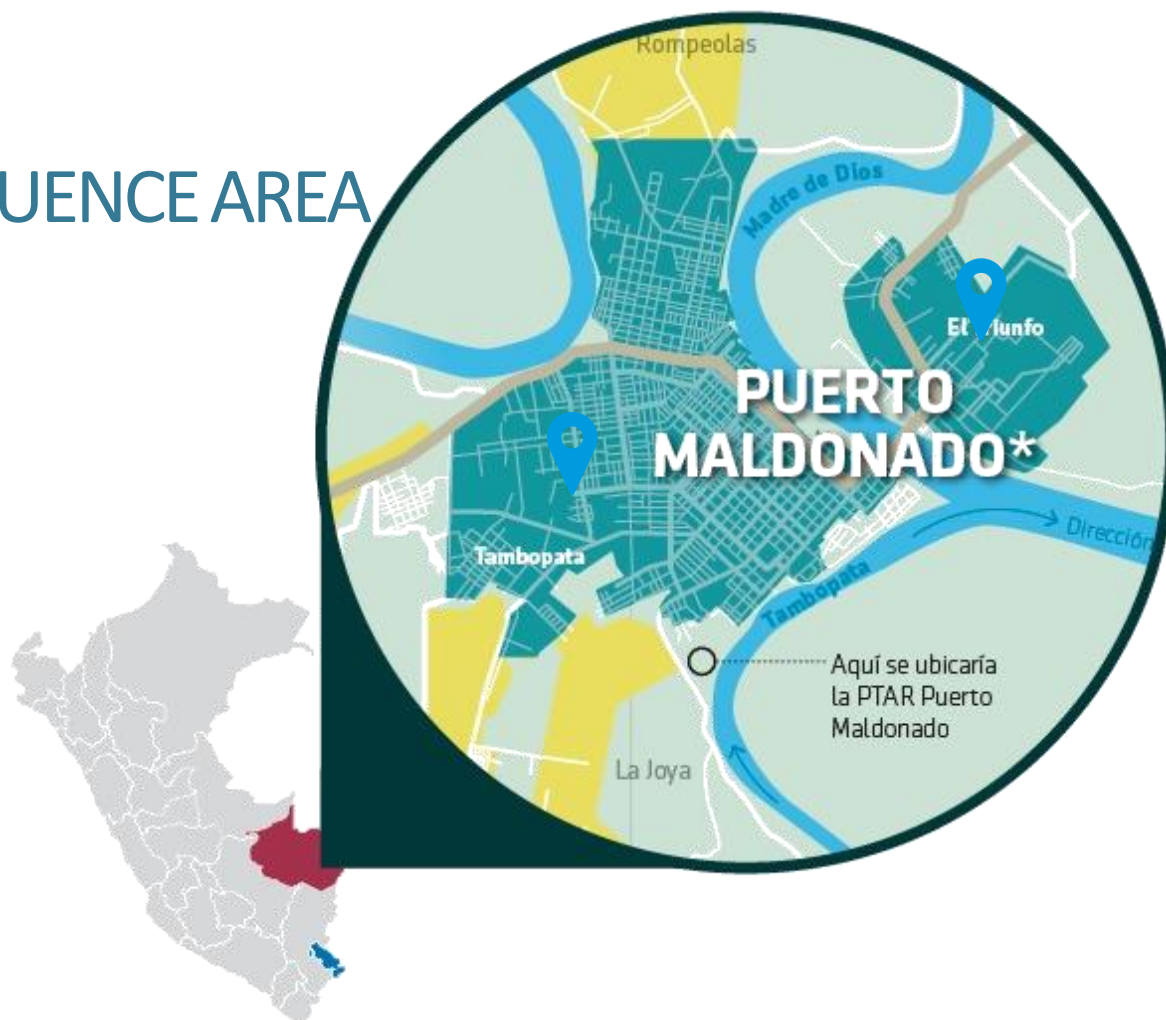 Rompeolas
UENCE AREA
Madre de Dios
El
PUERTO
MALDONADO*
Dirección
Tambopata
Tambopata
Aquí se ubicaría
la PTAR Puerto
Maldonado
La Joya